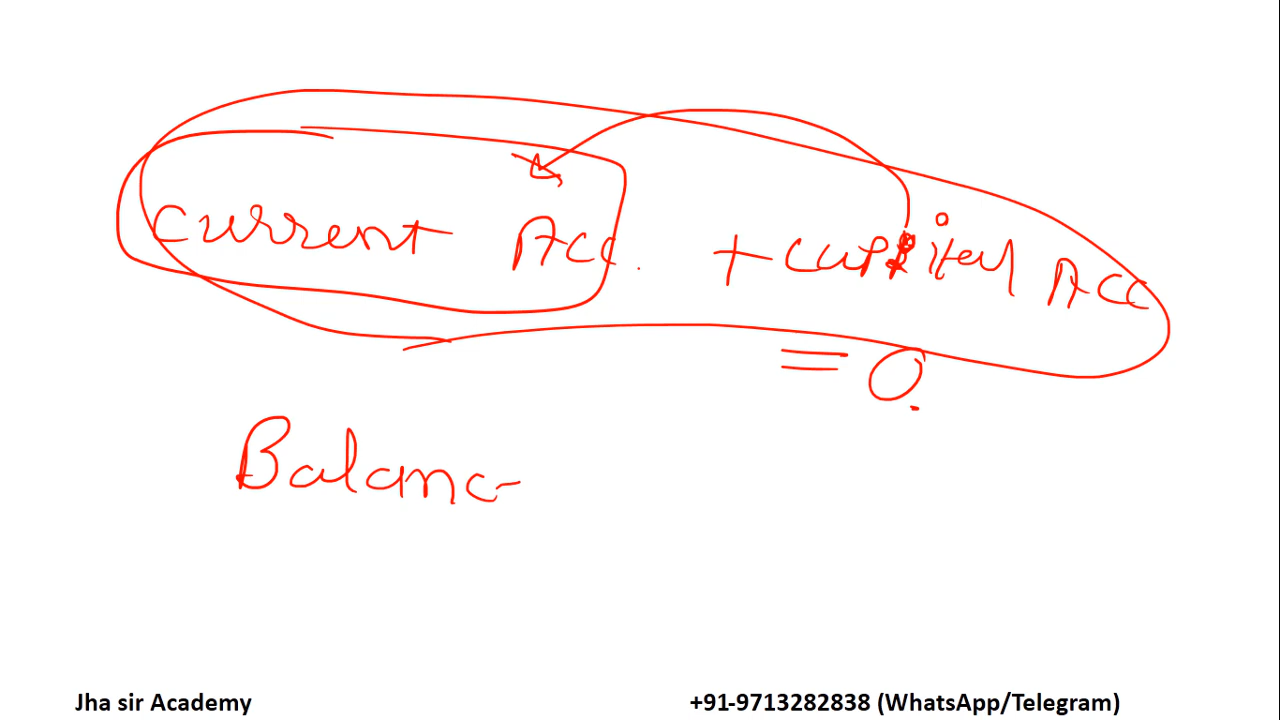 Current Acc. + Capital Acc
= 0.
Balanc
Jha sir Academy
+91-9713282838 (WhatsApp/Telegram)